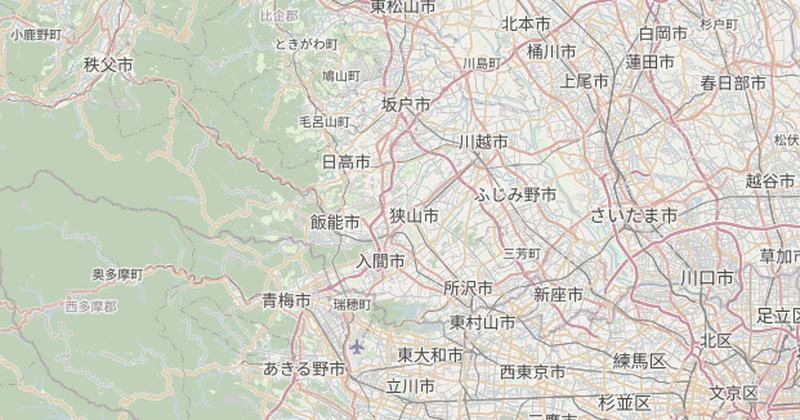 東松山市
比企郡
小鹿野町
北本市
杉戸町
白岡市
ときがわ町
桶川市
秩父市
川島町
蓮田市
鳩山町
上尾市
春日部市
坂戸市
毛呂山町
川越市
松伏
日高市
越谷市
ふじみ野市
飯能市
狭山市
さいたま市
三芳町
草加市
入間市
奥多摩町
川口市
所沢市
新座市
青梅市
瑞穂町
西多摩郡
足立区
東村山市
北区
東大和市
練馬区
あきる野市
西東京市
立川市
文京区
杉並区